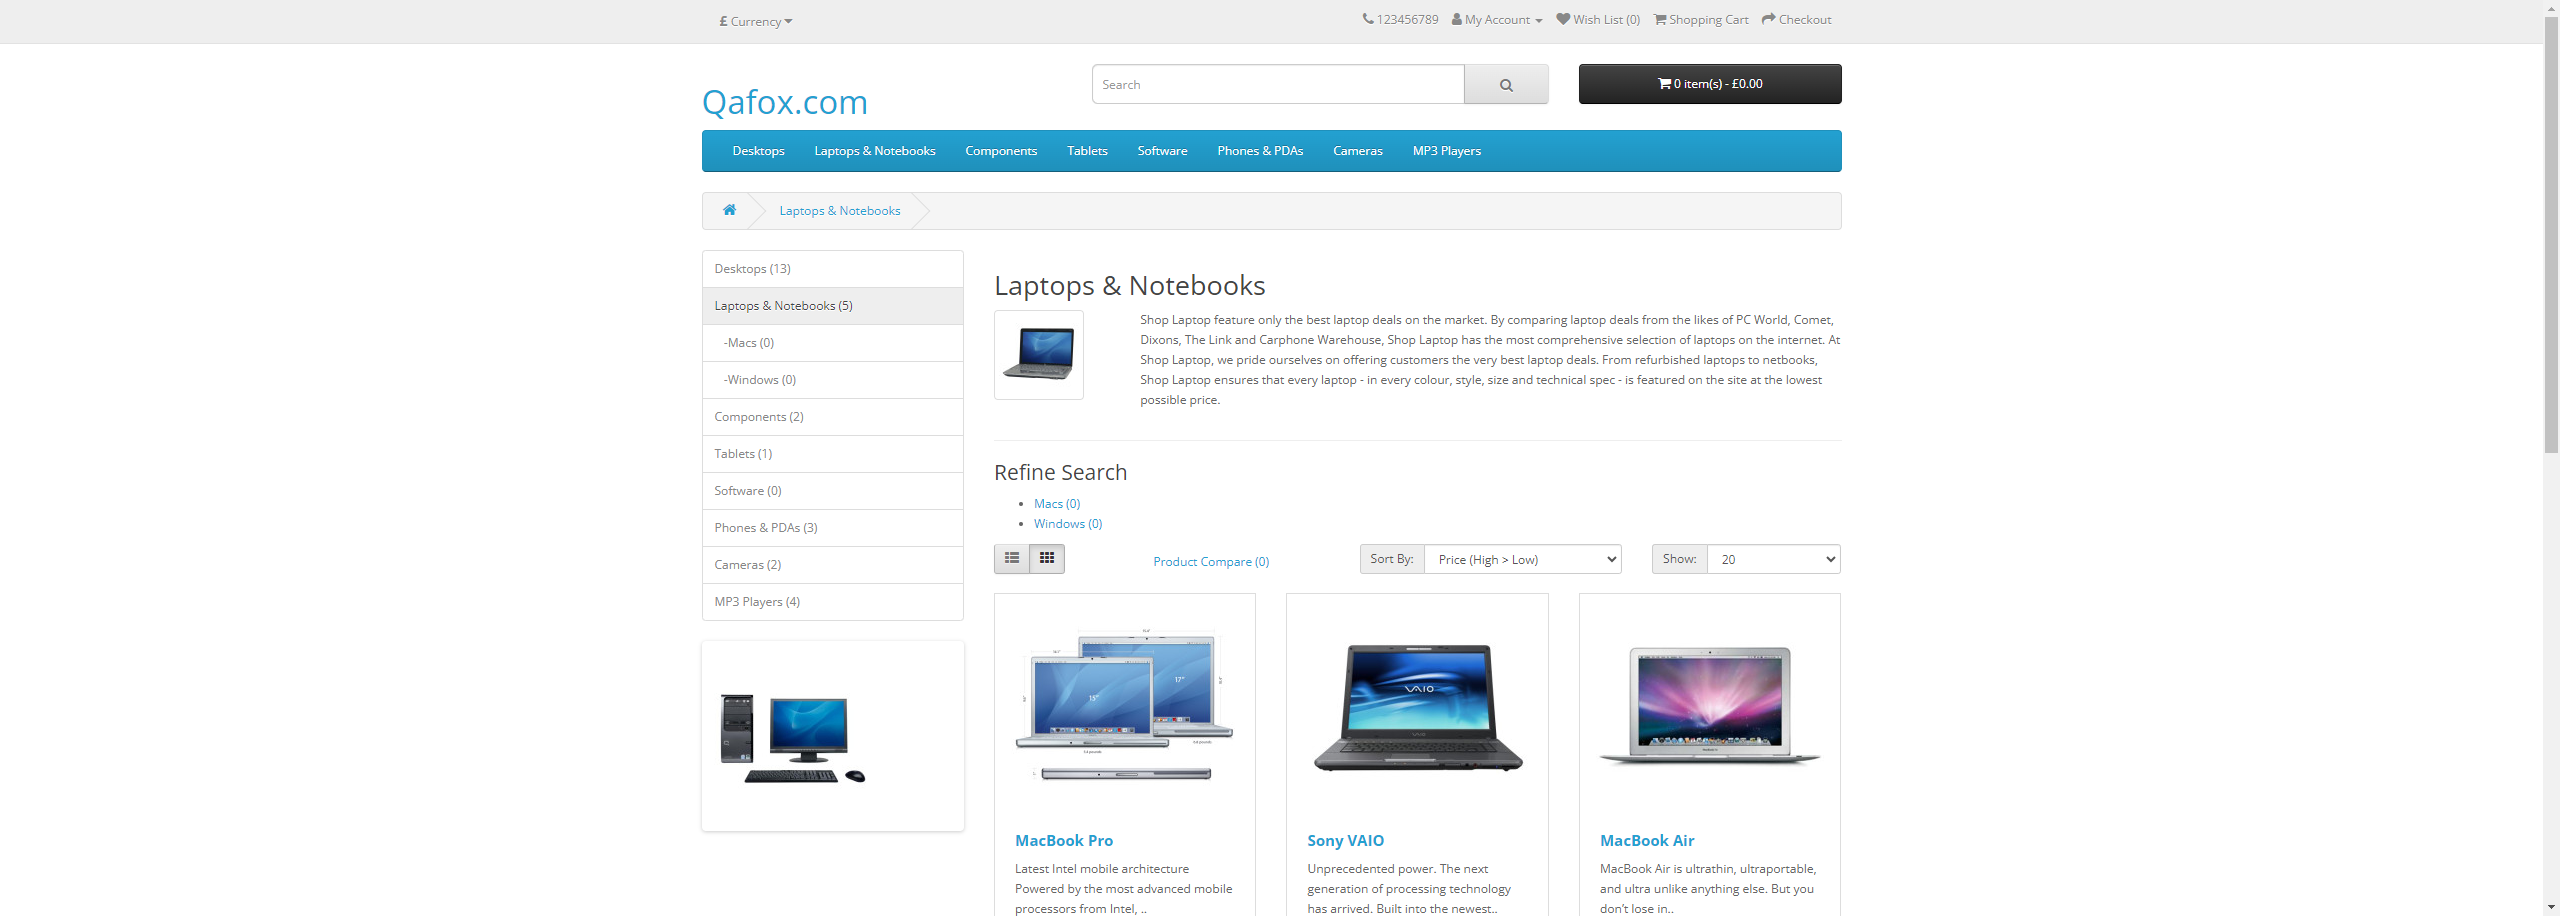 £ Currency
123456789 My Account Wish List (0) Shopping Cart Checkout
Qafox.com
Search
0 item(s) - £0.00
Desktops Laptops & Notebooks Components Tablets Software Phones & PDAs Cameras MP3 Players
Laptops & Notebooks
Desktops (13)
Laptops & Notebooks (5)
-Macs (0)
-Windows (0)
Components (2)
Tablets (1)
Software (0)
Phones & PDAs (3)
Cameras (2)
MP3 Players (4)
Laptops & Notebooks
Shop Laptop feature only the best laptop deals on the market. By comparing laptop deals from the likes of PC World, Comet,
Dixons, The Link and Carphone Warehouse, Shop Laptop has the most comprehensive selection of laptops on the internet. At
Shop Laptop, we pride ourselves on offering customers the very best laptop deals. From refurbished laptops to netbooks,
Shop Laptop ensures that every laptop - in every colour, style, size and technical spec - is featured on the site at the lowest
possible price.
Refine Search
Macs (0)
Windows (0)
Product Compare (0)
Sort By: Price (High > Low)
Show: 20
15"
17"
VAIO
MacBook Pro
Latest Intel mobile architecture
Powered by the most advanced mobile
processors from Intel, ..
Sony VAIO
Unprecedented power. The next
generation of processing technology
has arrived. Built into the newest..
MacBook Air
MacBook Air is ultrathin, ultraportable,
and ultra unlike anything else. But you
don’t lose in..